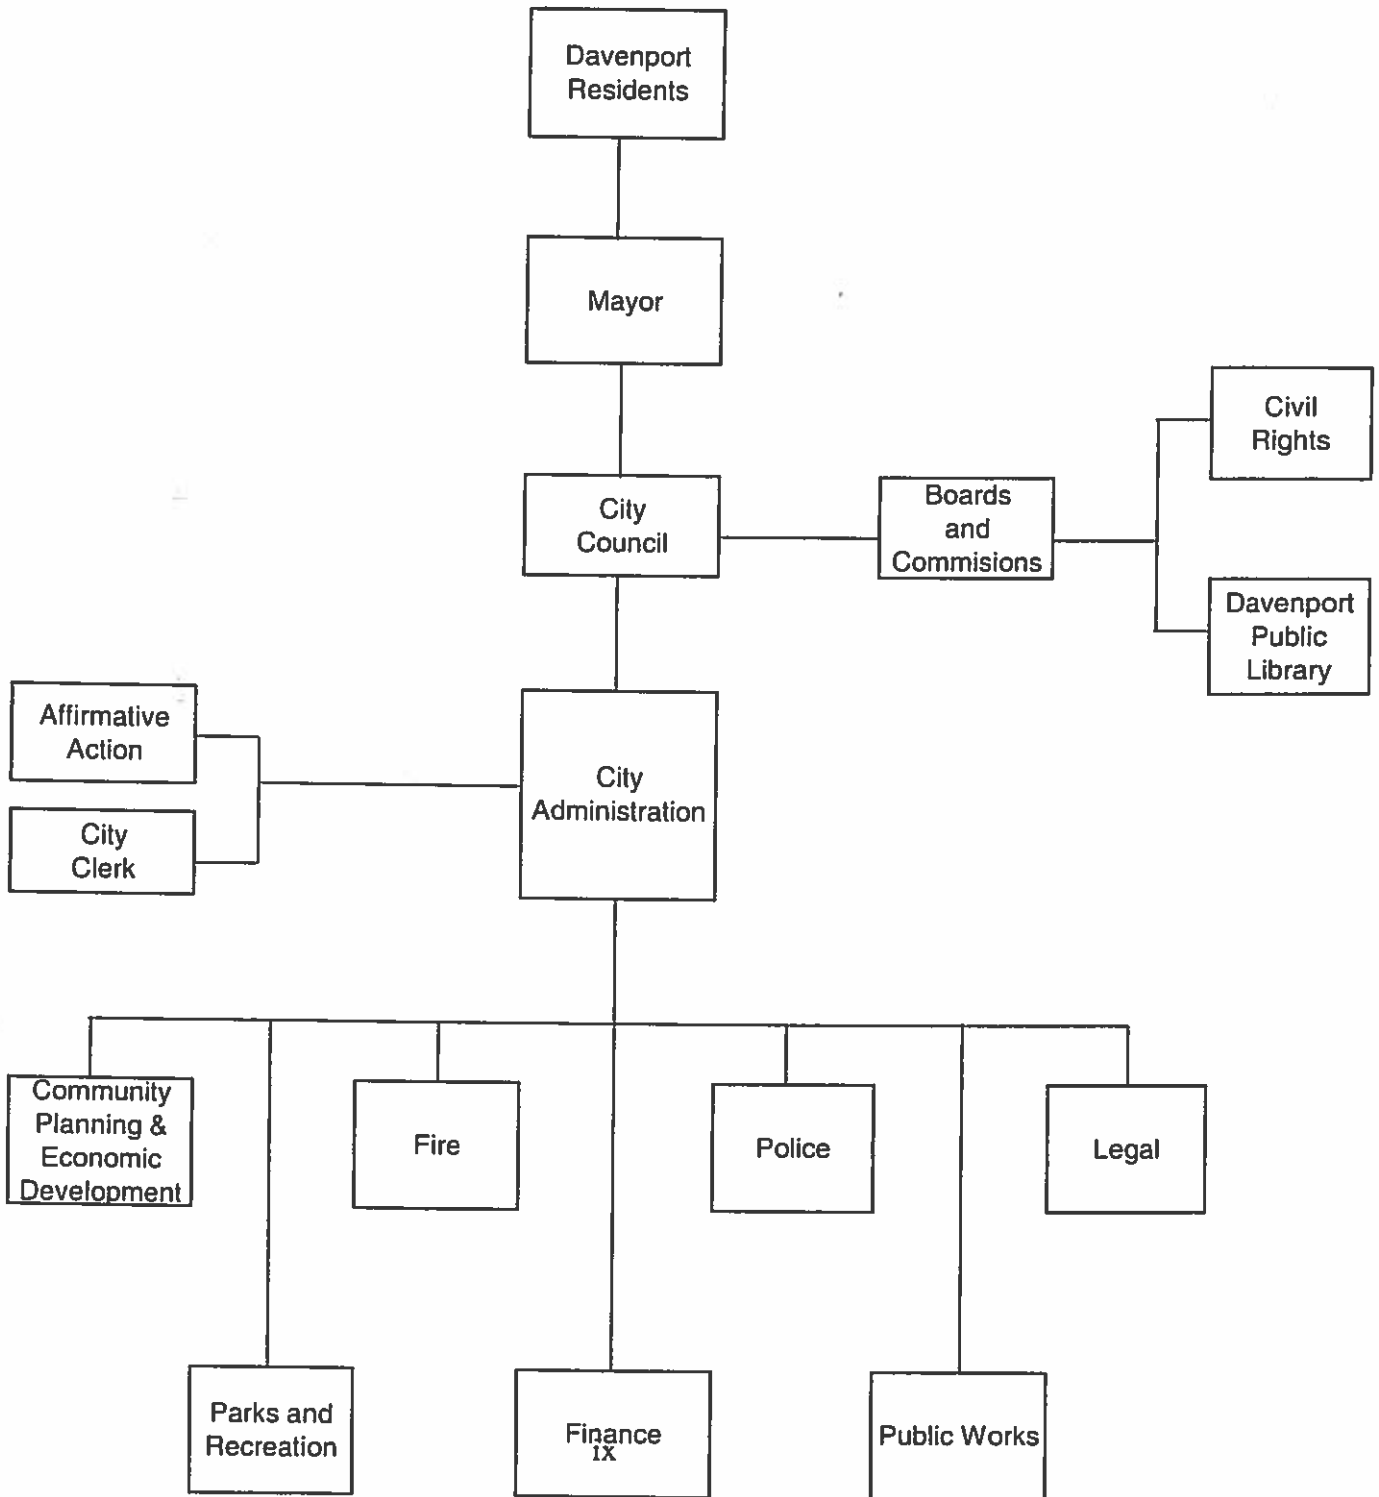 Davenport
Residents
Mayor
City
Council
Boards
and
Commisions
Civil
Rights
Davenport
Public
Library
Affirmative
Action
City
Clerk
City
Administration
Community
Planning &
Economic
Development
Fire
Police
Legal
Parks and
Recreation
Finance
ix
Public Works